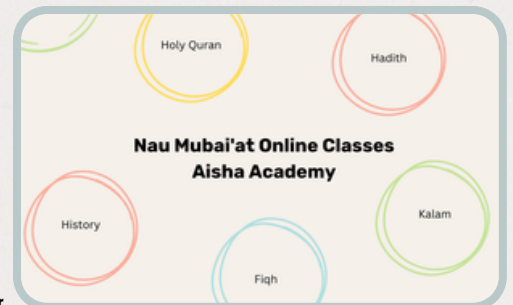 Holy Quran
Hadith
Nau Mubai'at Online Classes
Aisha Academy
Kalam
History
Fiqh